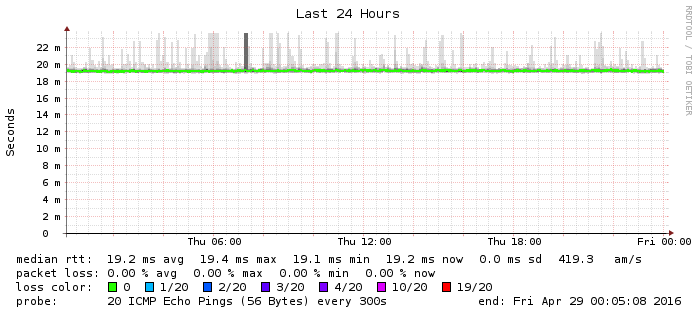 Last 24 Hours
RRDTOOL / TOBI OETIKER
Seconds
22 m
20 m
18 m
16 m
14 m
12 m
10 m
8 m
6 m
4 m
2 m
0
Thu 06:00 Thu 12:00 Thu 18:00 Fri 00:00
median rtt: 19.2 ms avg 19.4 ms max 19.1 ms min 19.2 ms now 0.0 ms sd 419.3 am/s
packet loss: 0.00 % avg 0.00 % max 0.00 % min 0.00 % now
loss color: 0 1/20 2/20 3/20 4/20 10/20 19/20
probe: 20 ICMP Echo Pings (56 Bytes) every 300s end: Fri Apr 29 00:05:08 2016